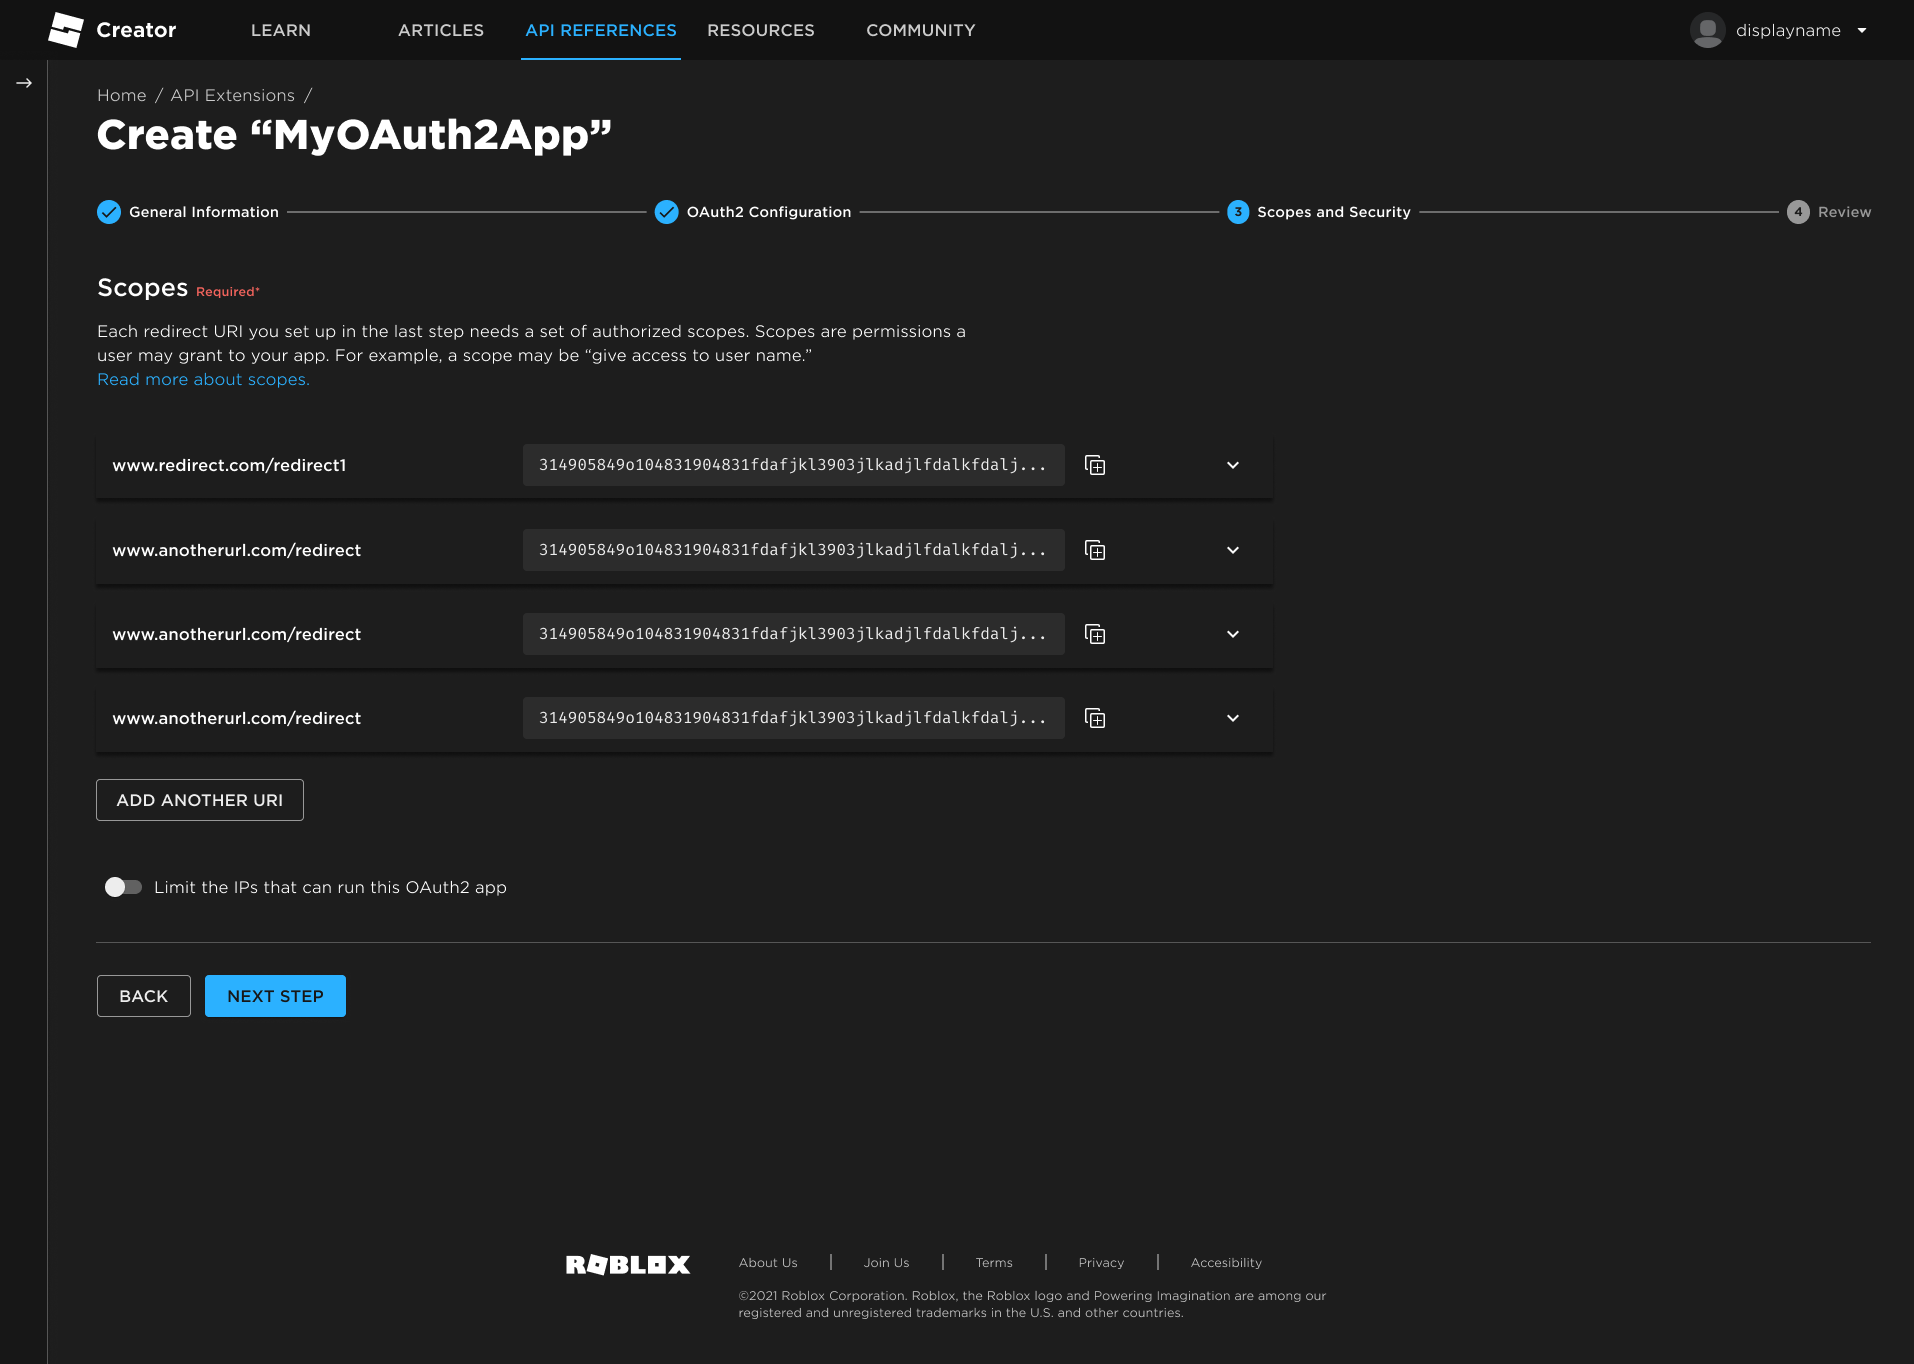 Creator
LEARN ARTICLES API REFERENCES RESOURCES COMMUNITY
displayname
Home / API Extensions /
Create “MyOAuth2App”
General Information
OAuth2 Configuration
3 Scopes and Security
4 Review
Scopes Required*
Each redirect URI you set up in the last step needs a set of authorized scopes. Scopes are permissions a
user may grant to your app. For example, a scope may be “give access to user name.”
Read more about scopes.
www.redirect.com/redirect1 314905849o104831904831fdafjkl3903jlkadjlfdalkfdalj...
www.anotherurl.com/redirect 314905849o104831904831fdafjkl3903jlkadjlfdalkfdalj...
www.anotherurl.com/redirect 314905849o104831904831fdafjkl3903jlkadjlfdalkfdalj...
www.anotherurl.com/redirect 314905849o104831904831fdafjkl3903jlkadjlfdalkfdalj...
ADD ANOTHER URI
Limit the IPs that can run this OAuth2 app
BACK NEXT STEP
ROBLOX
About Us | Join Us | Terms | Privacy | Accesibility
©2021 Roblox Corporation. Roblox, the Roblox logo and Powering Imagination are among our
registered and unregistered trademarks in the U.S. and other countries.